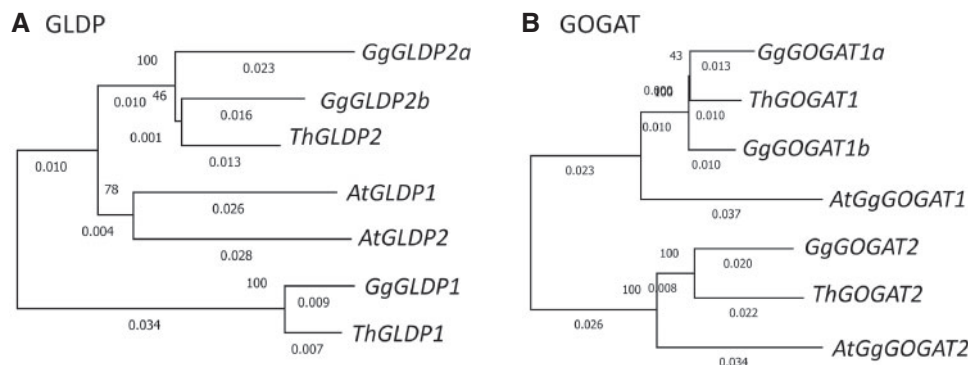 A GLDP
100
GgGLDP2a
0.023
0.010
46
GgGLDP2b
0.016
0.001
ThGLDP2
0.013
0.010
78
AtGLDP1
0.026
0.004
AtGLDP2
0.028
100
GgGLDP1
0.009
0.034
ThGLDP1
0.007
B GOGAT
43
GgGOGAT1a
0.013
ThGOGAT1
0.010
0.010
GgGOGAT1b
0.010
0.023
AtGgGOGAT1
0.037
100
GgGOGAT2
0.020
100
0.008
ThGOGAT2
0.022
0.026
AtGgGOGAT2
0.034